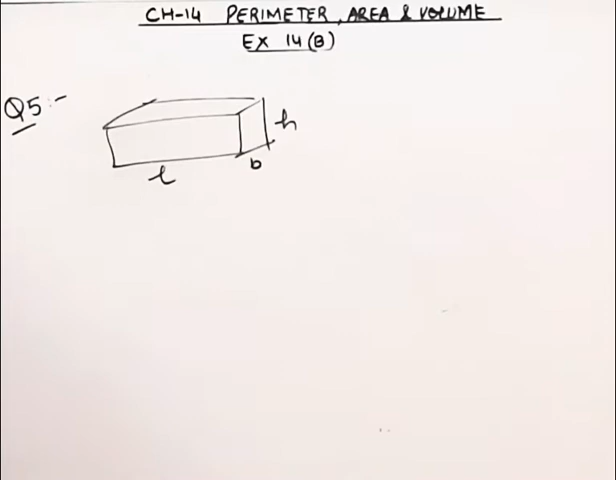 CH-14 PERIMETER, AREA & VOLUME
EX 14(B)
Q5:-
h
b
l